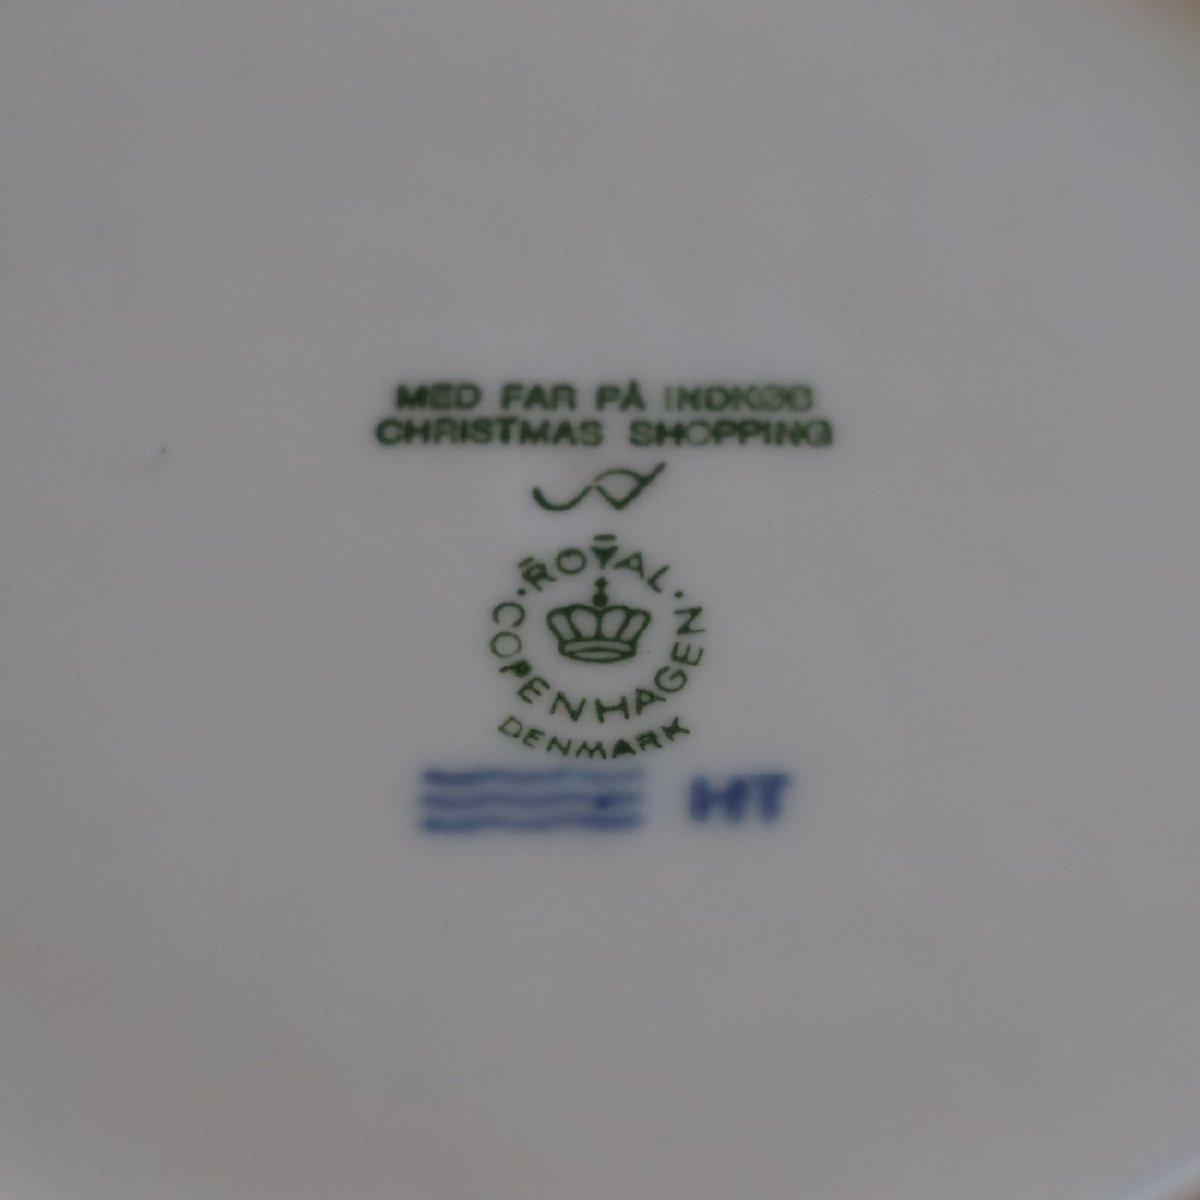 MED FAR PÅ INDKØB
CHRISTMAS SHOPPING
ROYAL
COPENHAGEN
DENMARK
HT